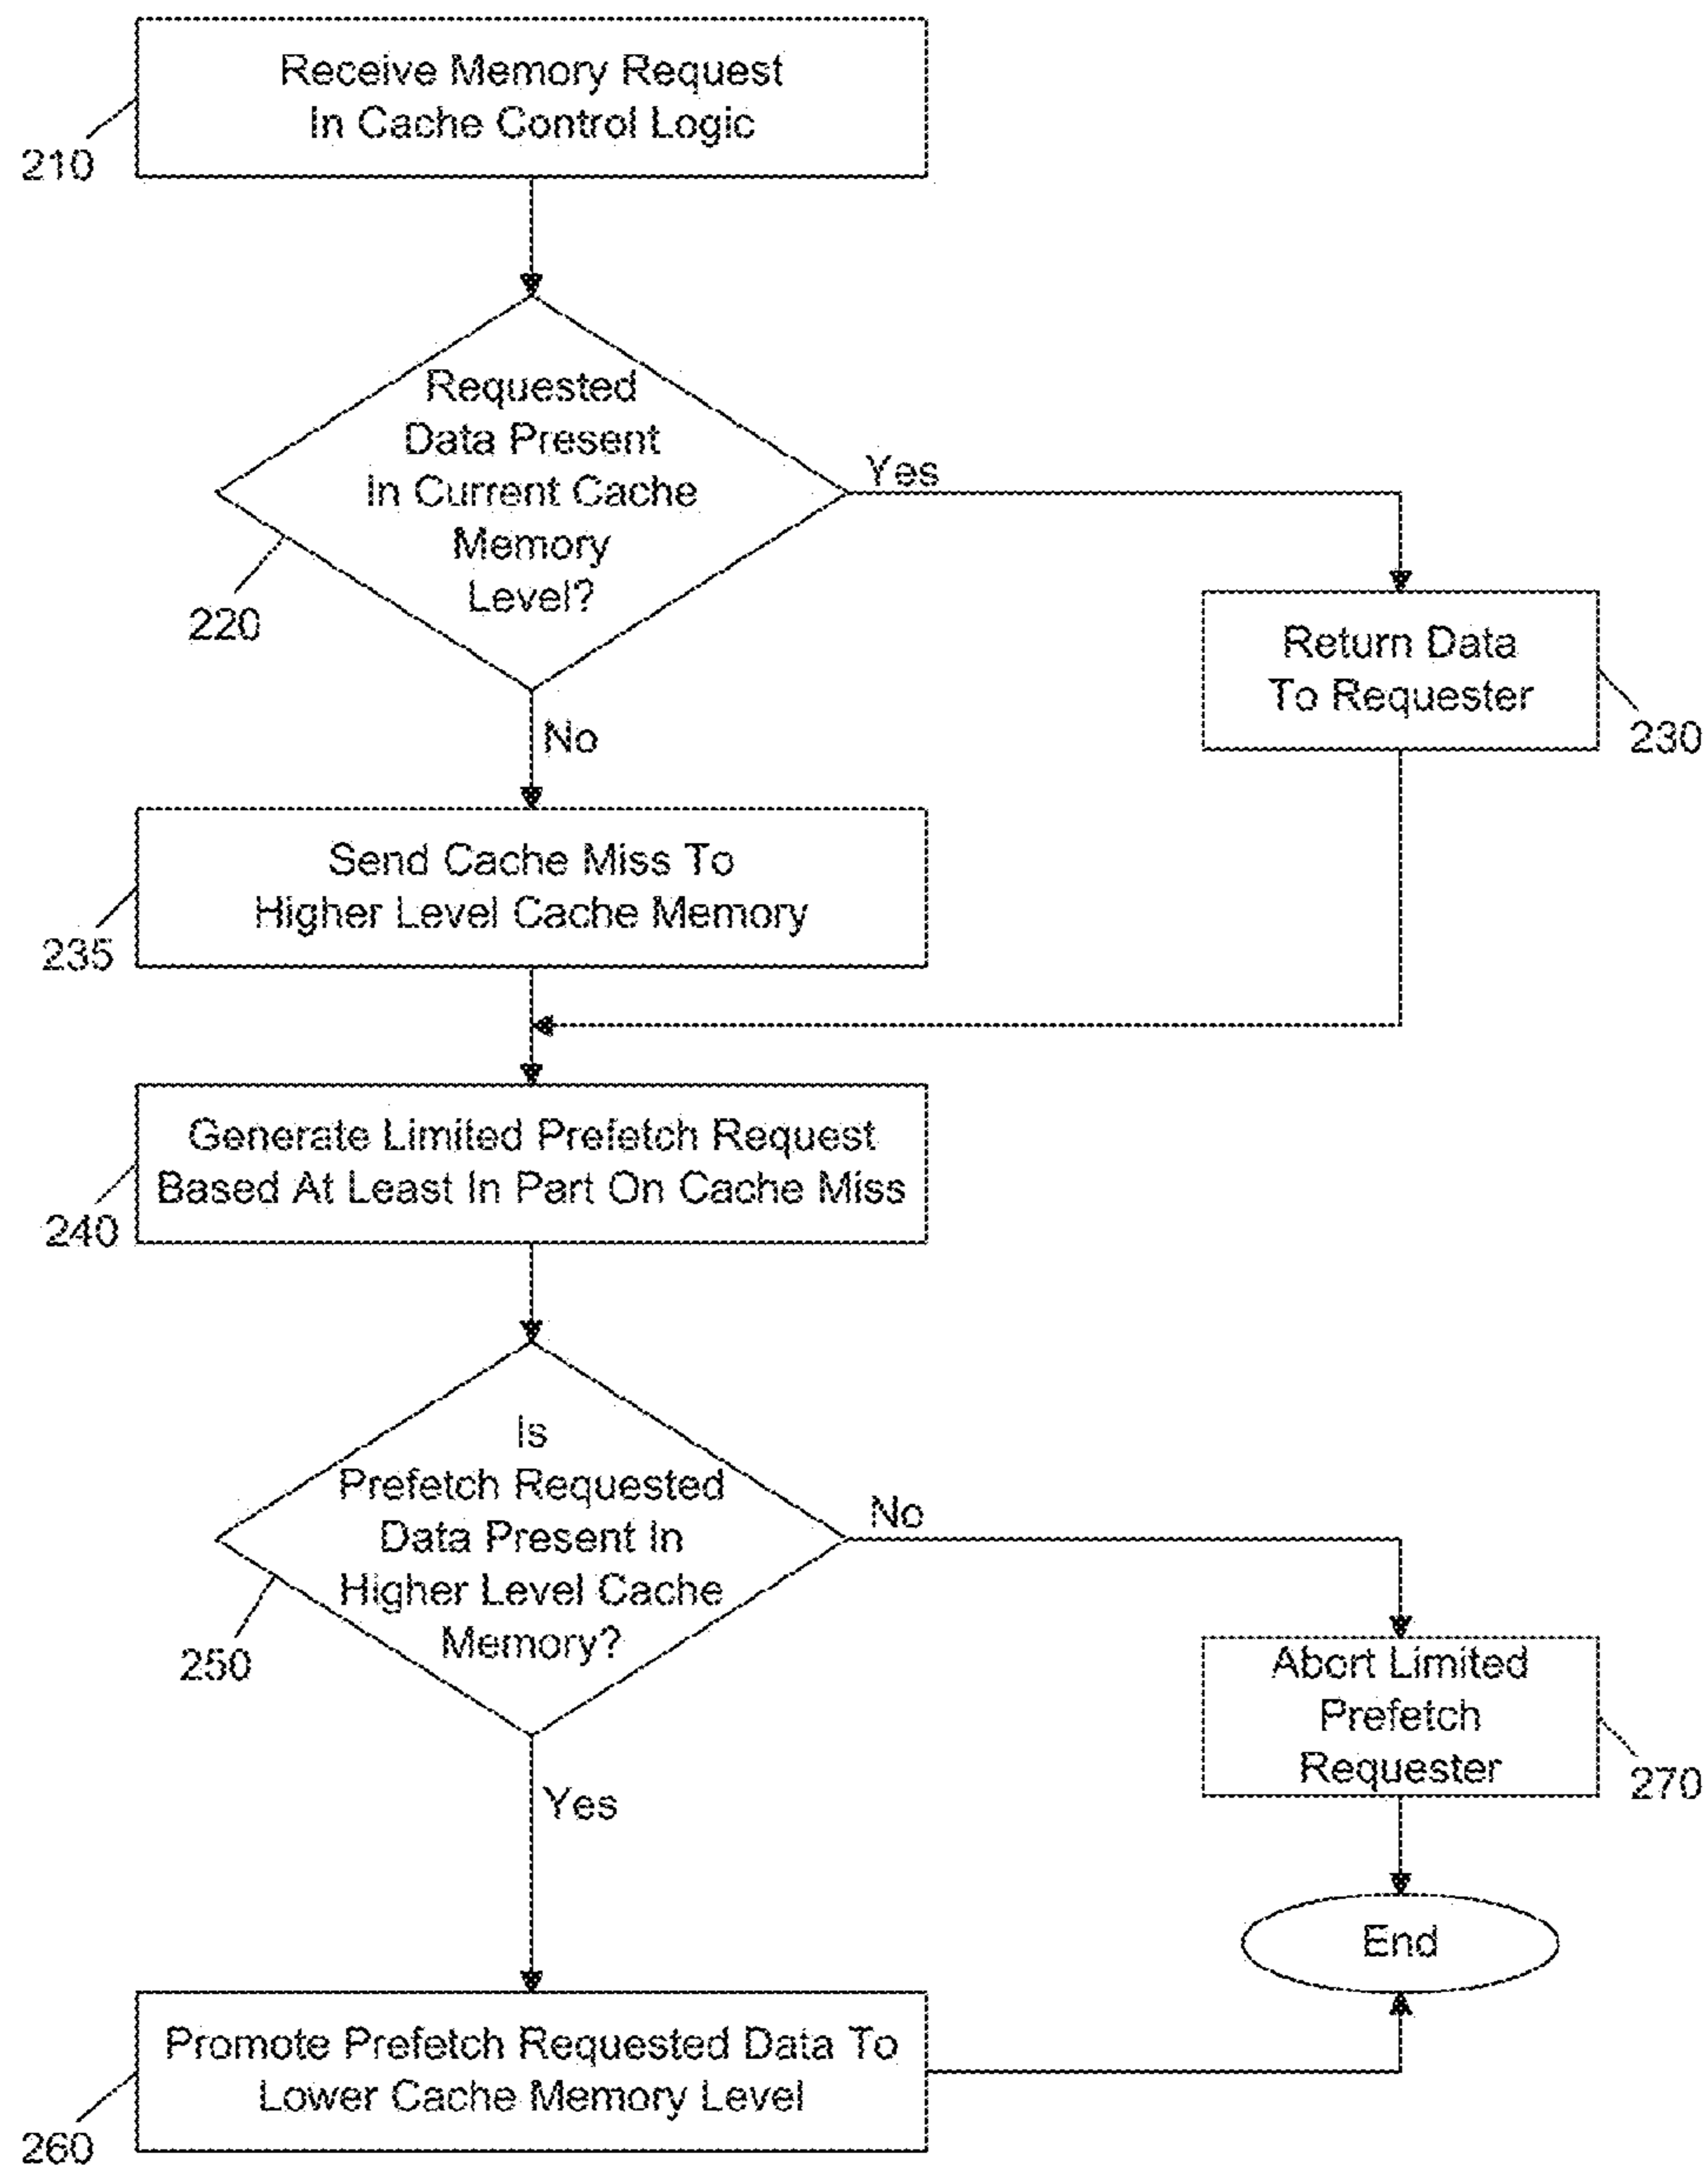 Receive Memory Request
In Cache Control Logic
210
Requested
Data Present
In Current Cache
Memory
Level?
220
Yes
Return Data
To Requester
230
No
Send Cache Miss To
Higher Level Cache Memory
235
Generate Limited Prefetch Request
Based At Least In Part On Cache Miss
240
Is
Prefetch Requested
Data Present In
Higher Level Cache
Memory?
250
No
Abort Limited
Prefetch
Requester
270
Yes
End
Promote Prefetch Requested Data To
Lower Cache Memory Level
260